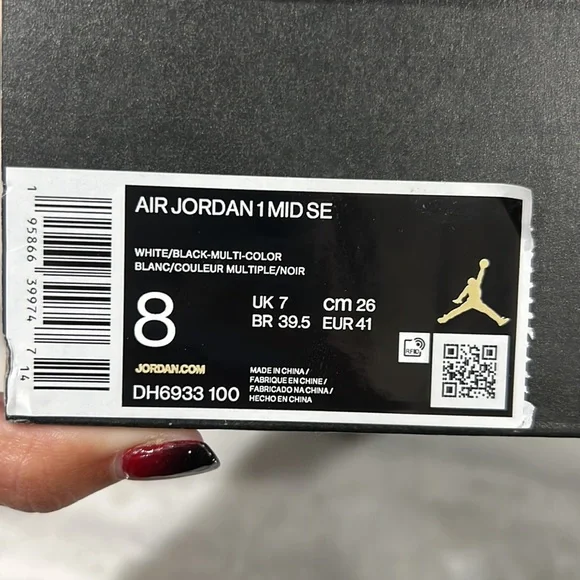 AIR JORDAN 1 MID SE
WHITE/BLACK-MULTI-COLOR
BLANC/COULEUR MULTIPLE/NOIR
8
UK 7 cm 26
BR 39.5 EUR 41
JORDAN.COM
DH6933 100
MADE IN CHINA /
FABRIQUE EN CHINE /
FABRICADO NA CHINA /
HECHO EN CHINA
RFID
1 95866 39974 7 14